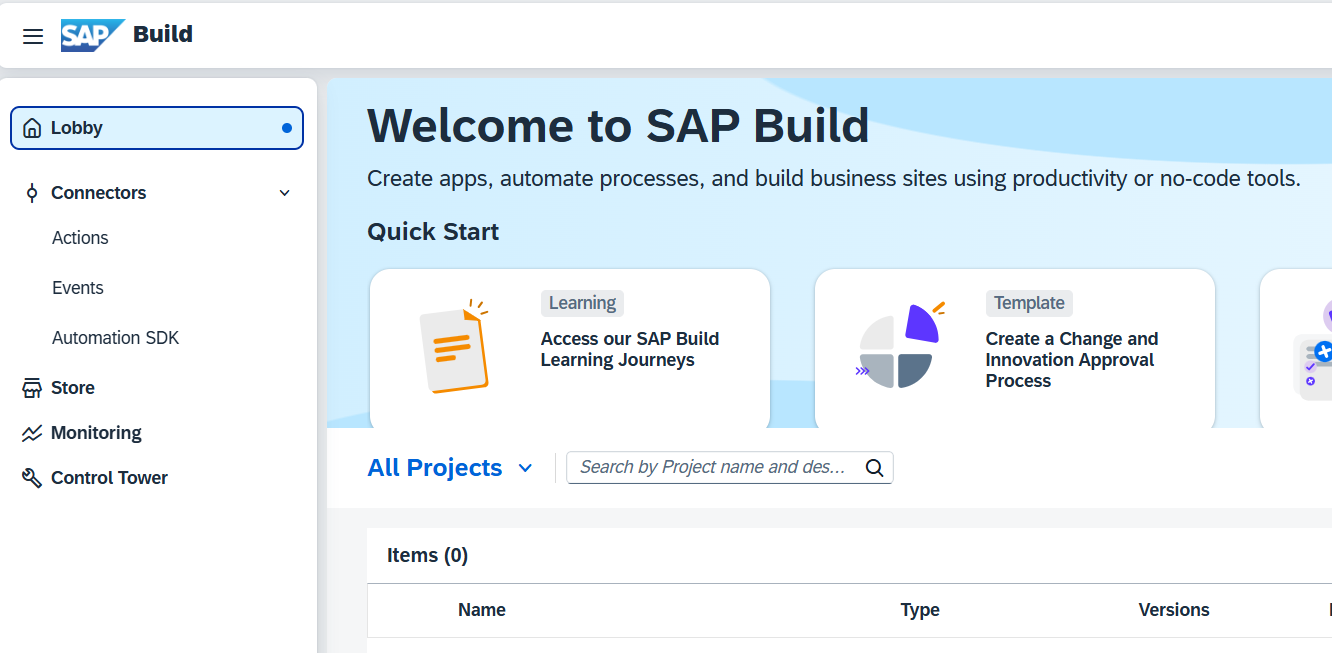 SAP Build
Lobby
Connectors
Actions
Events
Automation SDK
Store
Monitoring
Control Tower
Welcome to SAP Build
Create apps, automate processes, and build business sites using productivity or no-code tools.
Quick Start
Learning
Access our SAP Build
Learning Journeys
Template
Create a Change and
Innovation Approval
Process
All Projects
Search by Project name and des...
Items (0)
Name Type Versions